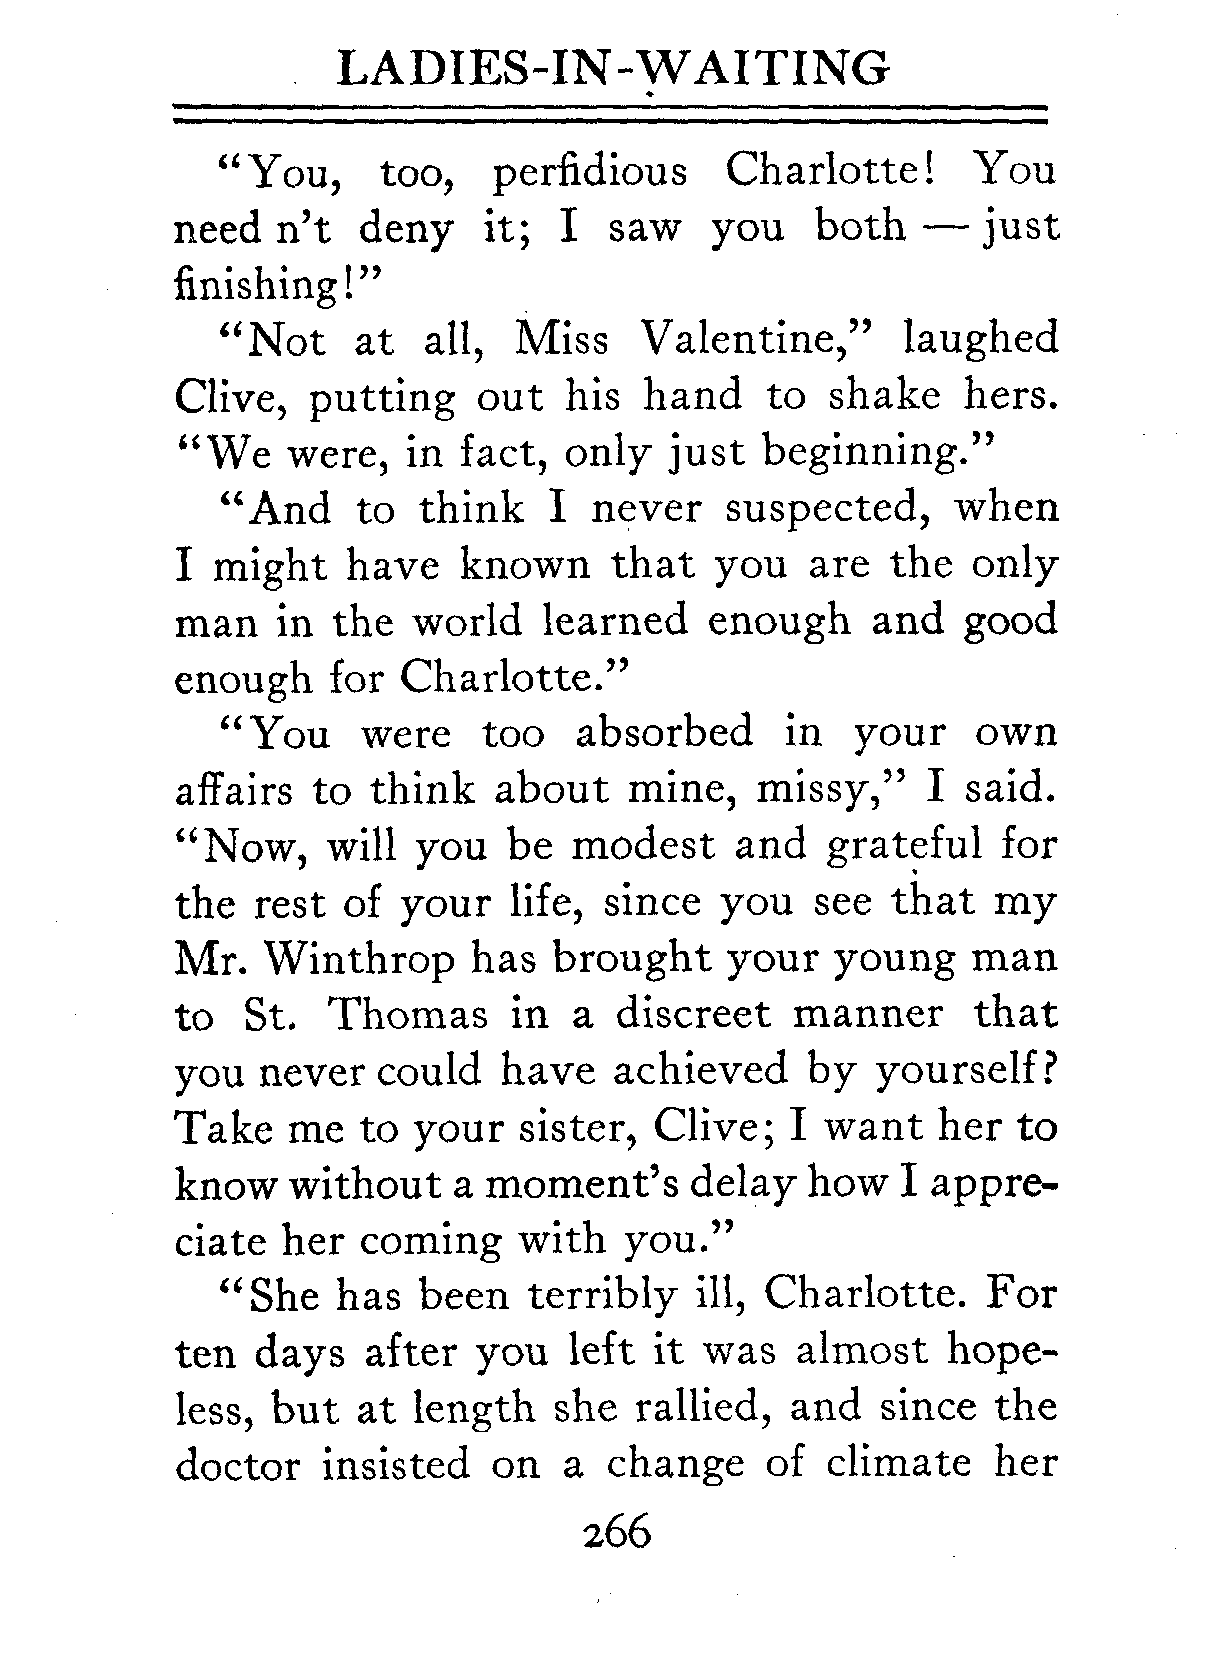 LADIES-IN-WAITING
"You, too, perfidious Charlotte! You
need n't deny it; I saw you both — just
finishing!"
"Not at all, Miss Valentine," laughed
Clive, putting out his hand to shake hers.
"We were, in fact, only just beginning."
"And to think I never suspected, when
I might have known that you are the only
man in the world learned enough and good
enough for Charlotte."
"You were too absorbed in your own
affairs to think about mine, missy," I said.
"Now, will you be modest and grateful for
the rest of your life, since you see that my
Mr. Winthrop has brought your young man
to St. Thomas in a discreet manner that
you never could have achieved by yourself?
Take me to your sister, Clive; I want her to
know without a moment's delay how I appre-
ciate her coming with you."
"She has been terribly ill, Charlotte. For
ten days after you left it was almost hope-
less, but at length she rallied, and since the
doctor insisted on a change of climate her
266